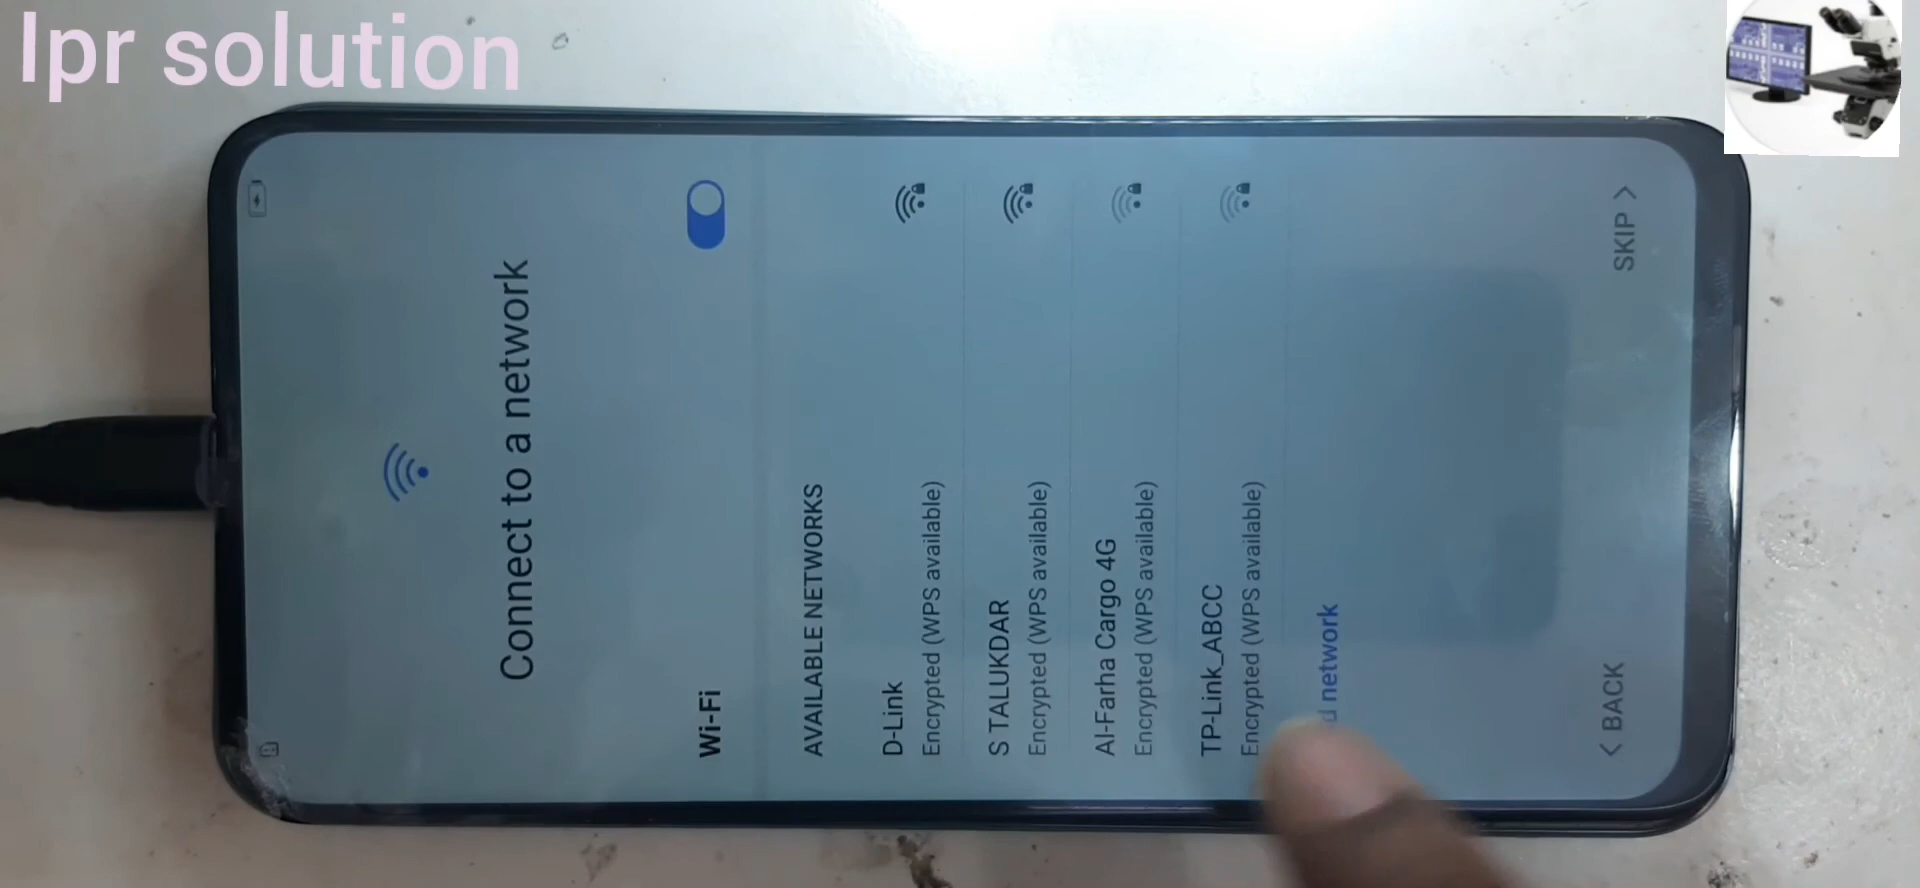 lpr solution
Connect to a network
Wi-Fi
AVAILABLE NETWORKS
D-Link
Encrypted (WPS available)
S TALUKDAR
Encrypted (WPS available)
Al-Farha Cargo 4G
Encrypted (WPS available)
TP-Link_ABCC
Encrypted (WPS available)
network
< BACK
SKIP >